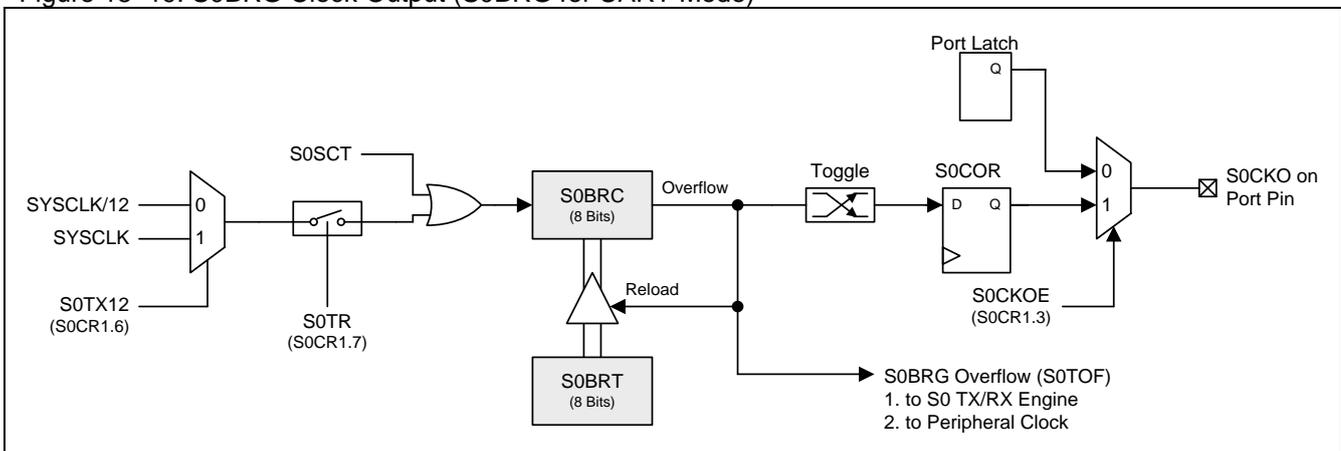 Port Latch
Q
S0SCT
Toggle
S0COR
SYSCLK/12
0
S0BRC
(8 Bits)
Overflow
D
Q
0
1
S0CKO on
Port Pin
SYSCLK
1
Reload
S0TX12
(S0CR1.6)
S0TR
(S0CR1.7)
S0CKOE
(S0CR1.3)
S0BRT
(8 Bits)
S0BRG Overflow (S0TOF)
1. to S0 TX/RX Engine
2. to Peripheral Clock